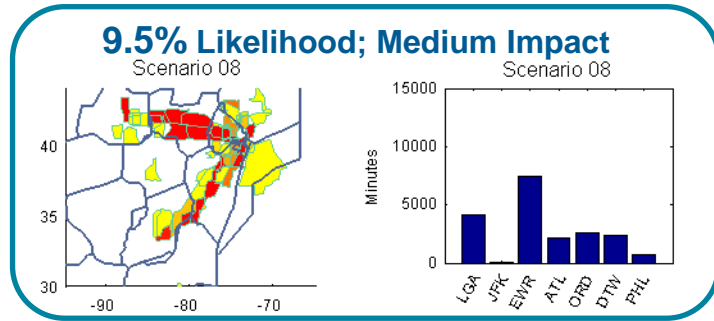 9.5% Likelihood; Medium Impact
Scenario 08
40
35
30
-90 -80 -70
Scenario 08
15000
10000
5000
0
Minutes
LGA JFK EWR ATL ORD DTW PHL